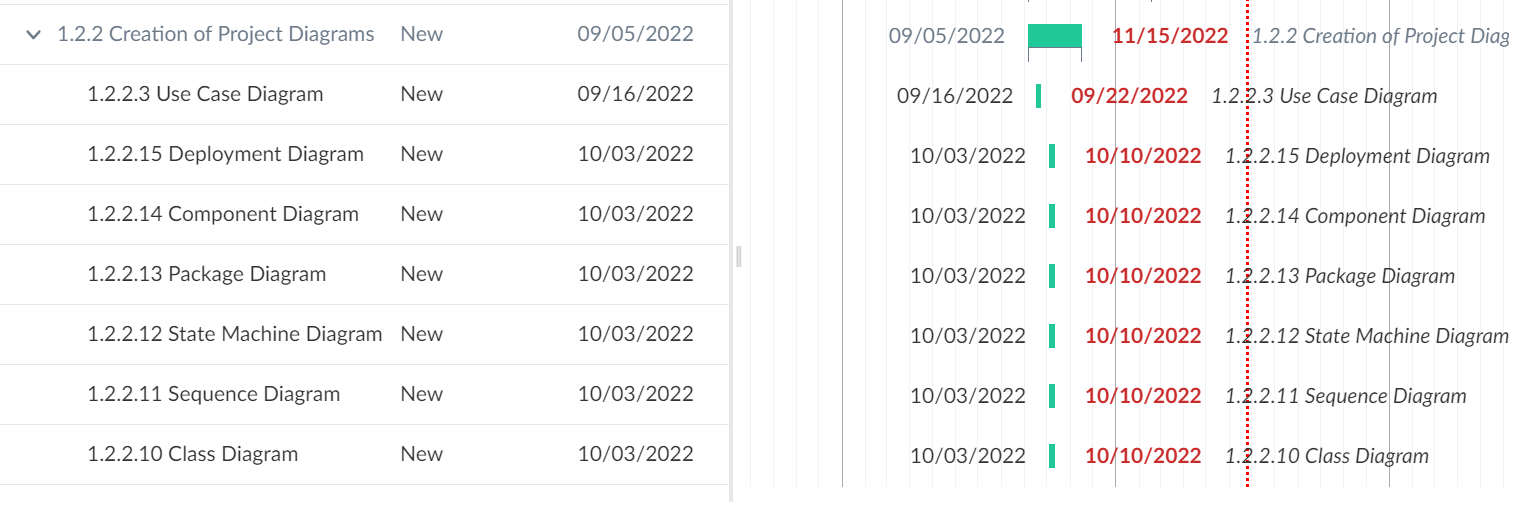 1.2.2 Creation of Project Diagrams New 09/05/2022 09/05/2022 11/15/2022 1.2.2 Creation of Project Diag
1.2.2.3 Use Case Diagram New 09/16/2022 09/16/2022 09/22/2022 1.2.2.3 Use Case Diagram
1.2.2.15 Deployment Diagram New 10/03/2022 10/03/2022 10/10/2022 1.2.2.15 Deployment Diagram
1.2.2.14 Component Diagram New 10/03/2022 10/03/2022 10/10/2022 1.2.2.14 Component Diagram
1.2.2.13 Package Diagram New 10/03/2022 10/03/2022 10/10/2022 1.2.2.13 Package Diagram
1.2.2.12 State Machine Diagram New 10/03/2022 10/03/2022 10/10/2022 1.2.2.12 State Machine Diagram
1.2.2.11 Sequence Diagram New 10/03/2022 10/03/2022 10/10/2022 1.2.2.11 Sequence Diagram
1.2.2.10 Class Diagram New 10/03/2022 10/03/2022 10/10/2022 1.2.2.10 Class Diagram